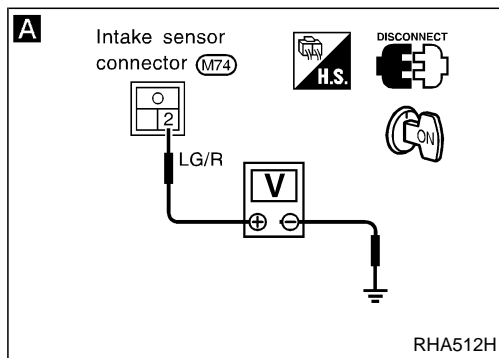 A
Intake sensor
connector M74
H.S.
DISCONNECT
ON
2
LG/R
V
+ -
RHA512H